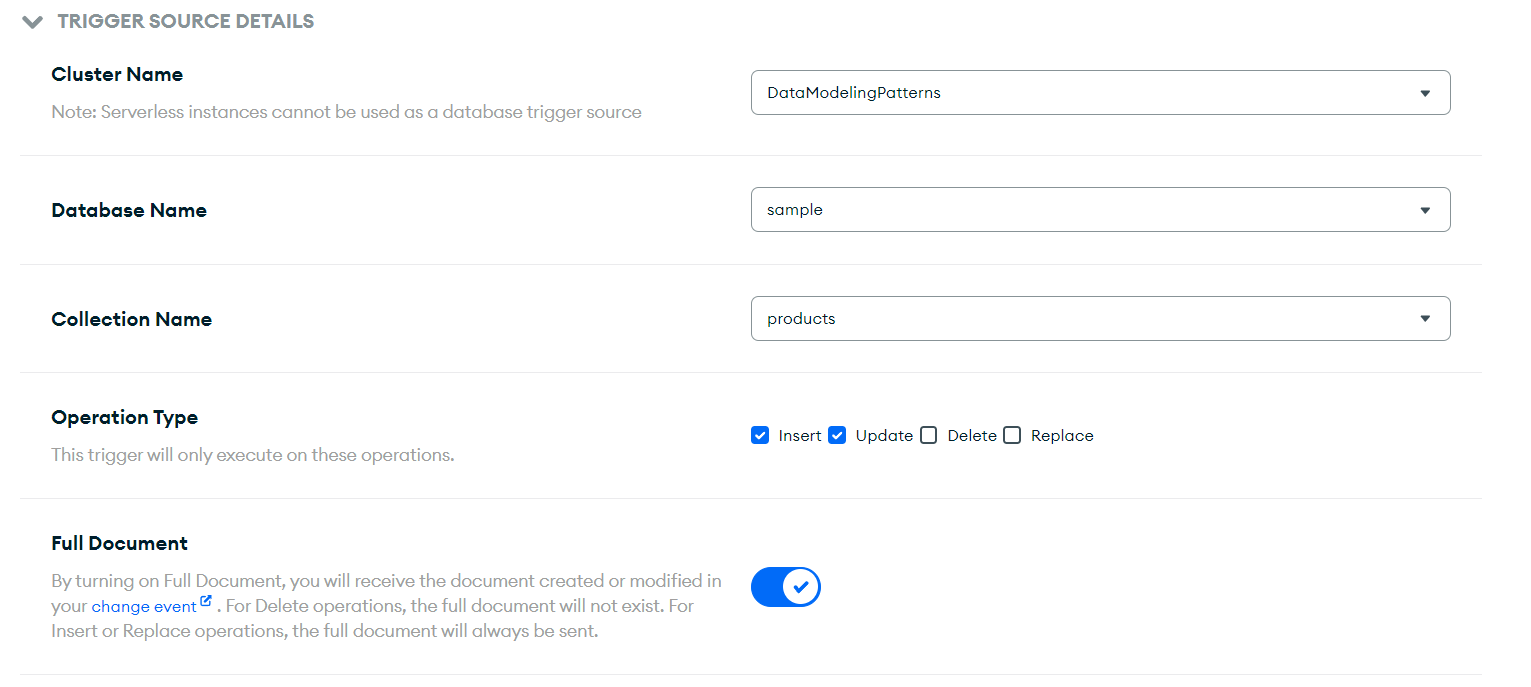 TRIGGER SOURCE DETAILS
Cluster Name
Note: Serverless instances cannot be used as a database trigger source
DataModelingPatterns
Database Name
sample
Collection Name
products
Operation Type
This trigger will only execute on these operations.
Insert Update Delete Replace
Full Document
By turning on Full Document, you will receive the document created or modified in
your change event . For Delete operations, the full document will not exist. For
Insert or Replace operations, the full document will always be sent.